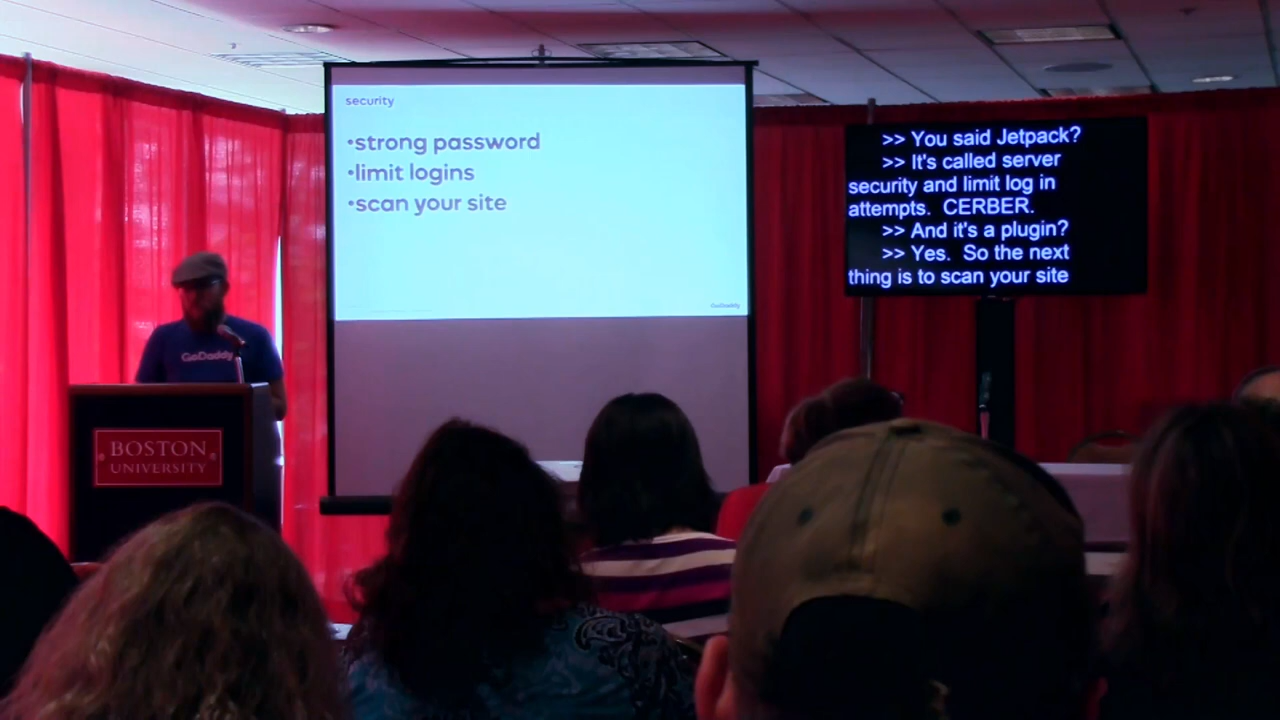 security
•strong password
•limit logins
•scan your site
GoDaddy
>> You said Jetpack?
>> It's called server
security and limit log in
attempts. CERBER.
>> And it's a plugin?
>> Yes. So the next
thing is to scan your site
GoDaddy
BOSTON
UNIVERSITY